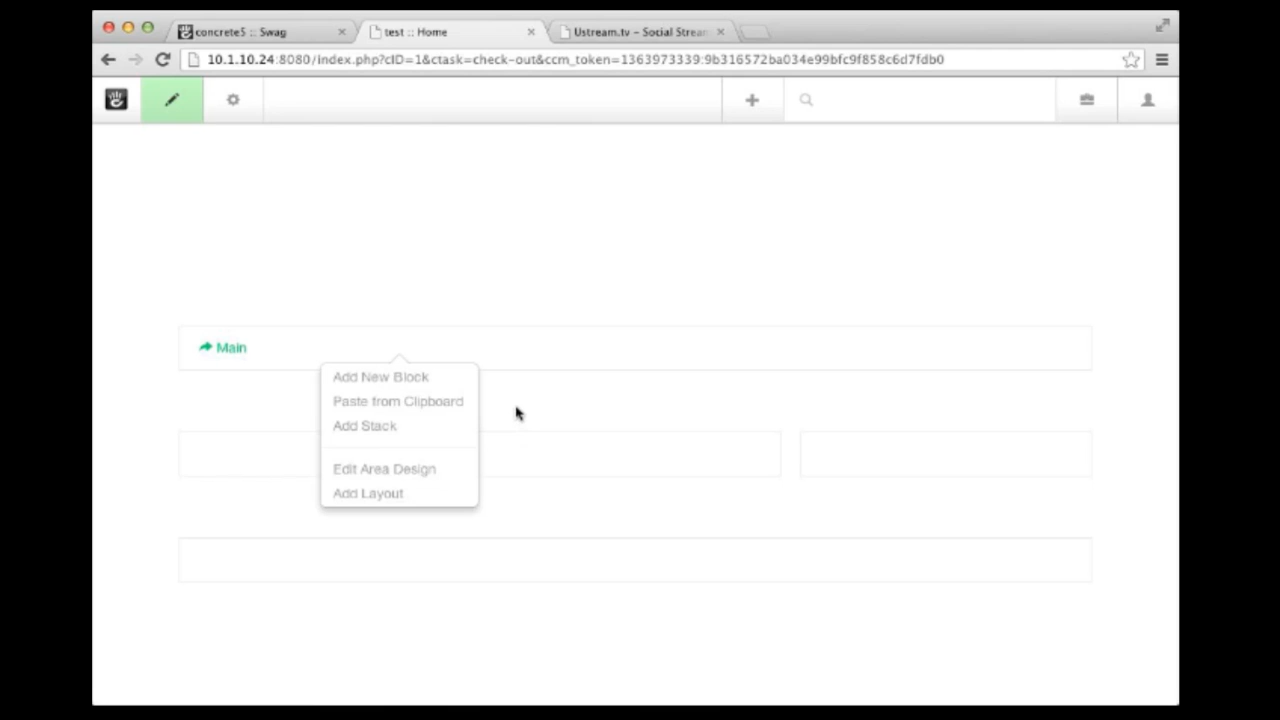 concrete5 :: Swag
test :: Home
Ustream.tv – Social Stream
10.1.10.24:8080/index.php?cID=1&ctask=check-out&ccm_token=1363973339:9b316572ba034e99bfc9f858c6d7fdb0
Main
Add New Block
Paste from Clipboard
Add Stack
Edit Area Design
Add Layout